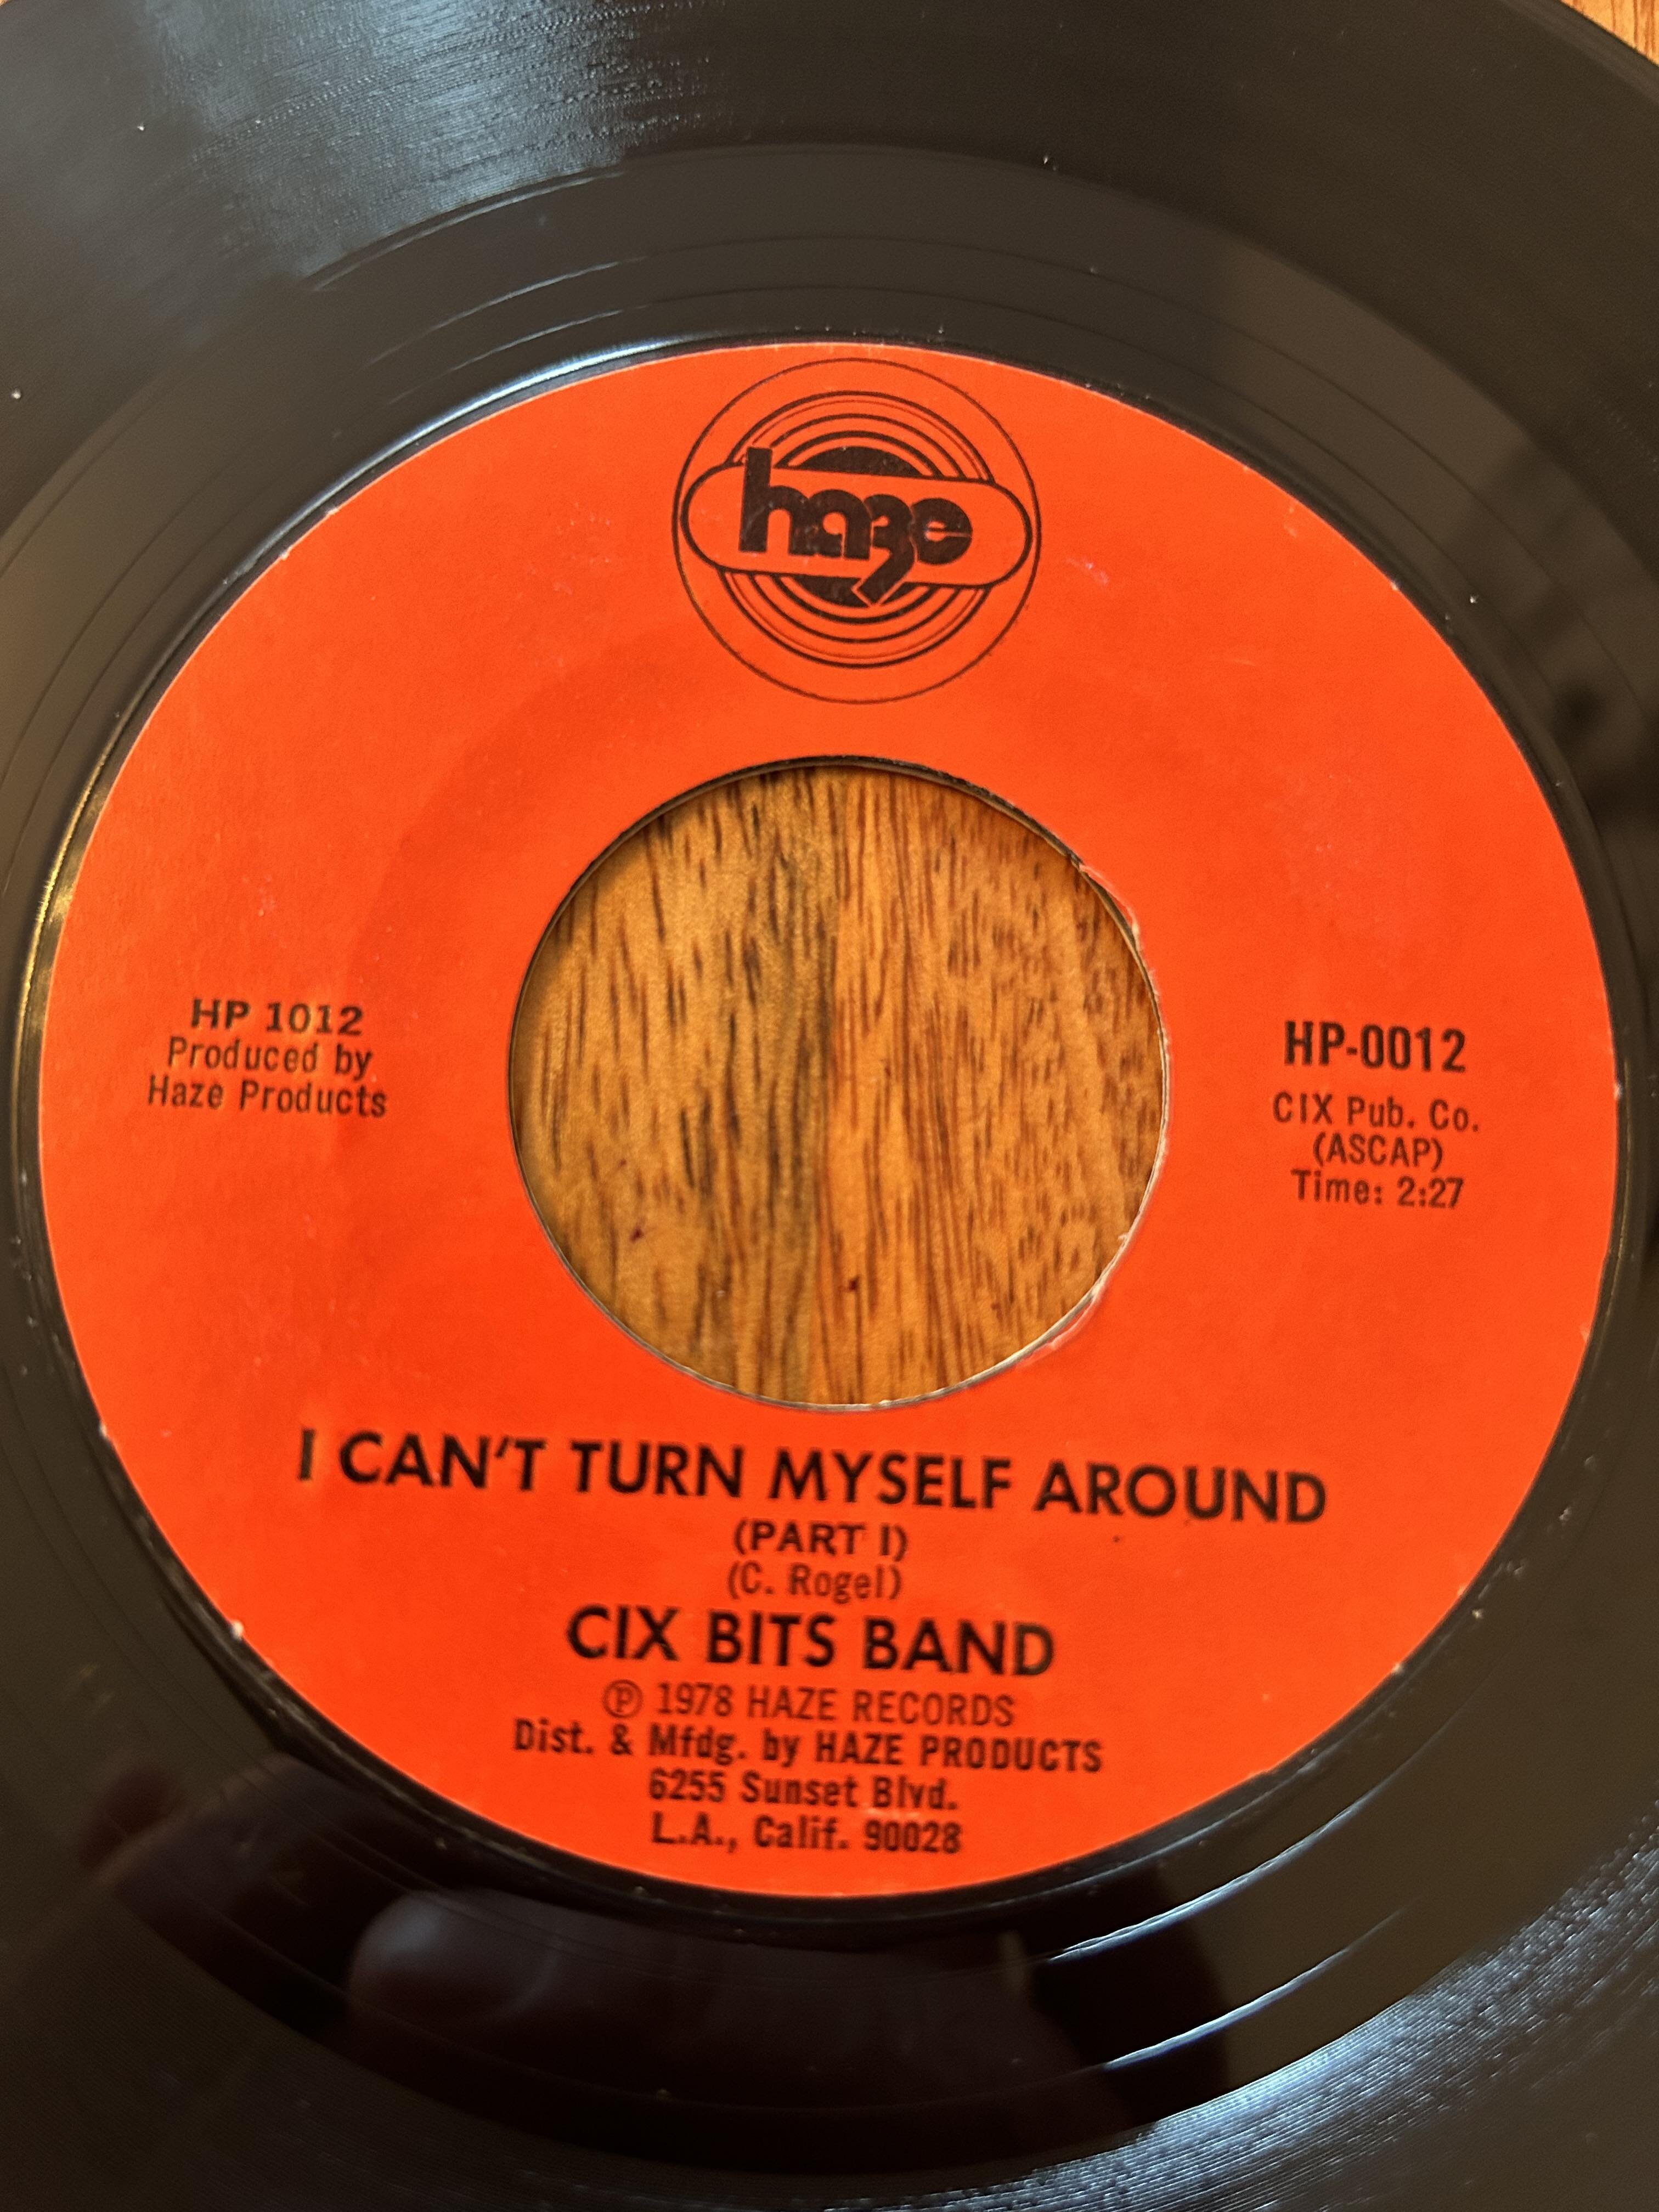 haze
HP 1012
Produced by
Haze Products
HP-0012
CIX Pub. Co.
(ASCAP)
Time: 2:27
I CAN'T TURN MYSELF AROUND
(PART I)
(C. Rogel)
CIX BITS BAND
Ⓟ 1978 HAZE RECORDS
Dist. & Mfdg. by HAZE PRODUCTS
6255 Sunset Blvd.
L.A., Calif. 90028